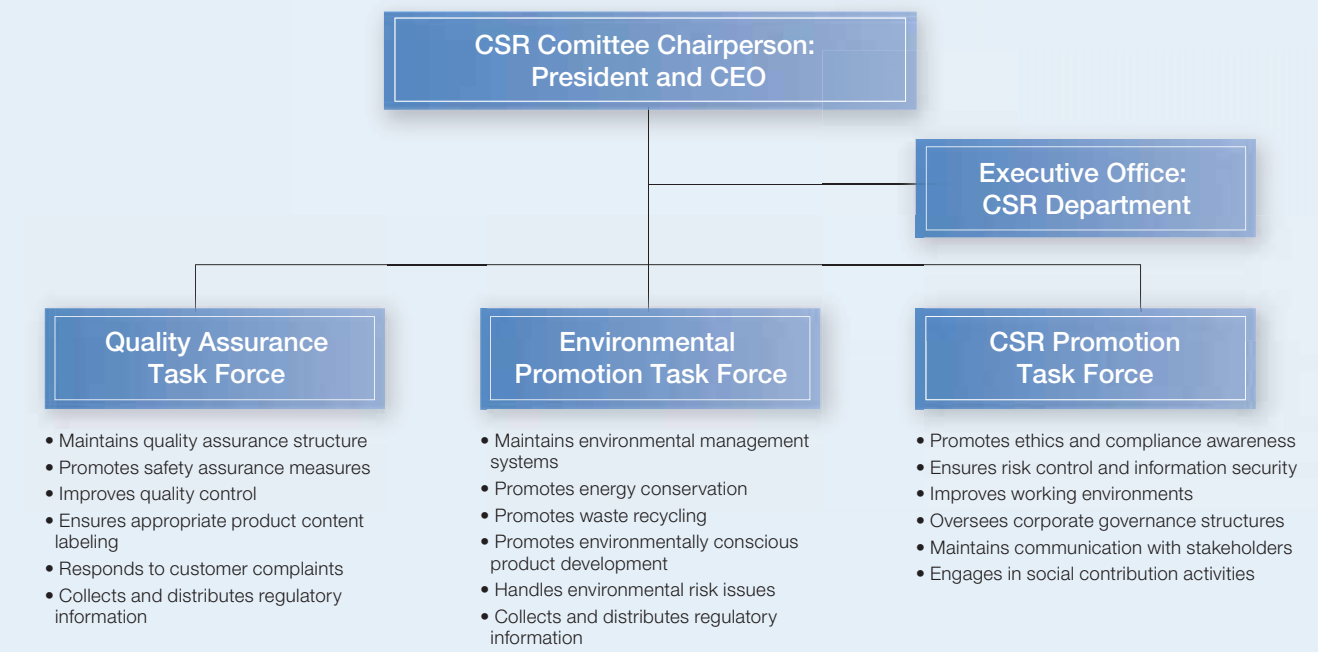 CSR Comittee Chairperson:
President and CEO
Executive Office:
CSR Department
Quality Assurance
Task Force
• Maintains quality assurance structure
• Promotes safety assurance measures
• Improves quality control
• Ensures appropriate product content
labeling
• Responds to customer complaints
• Collects and distributes regulatory
information
Environmental
Promotion Task Force
• Maintains environmental management
systems
• Promotes energy conservation
• Promotes waste recycling
• Promotes environmentally conscious
product development
• Handles environmental risk issues
• Collects and distributes regulatory
information
CSR Promotion
Task Force
• Promotes ethics and compliance awareness
• Ensures risk control and information security
• Improves working environments
• Oversees corporate governance structures
• Maintains communication with stakeholders
• Engages in social contribution activities